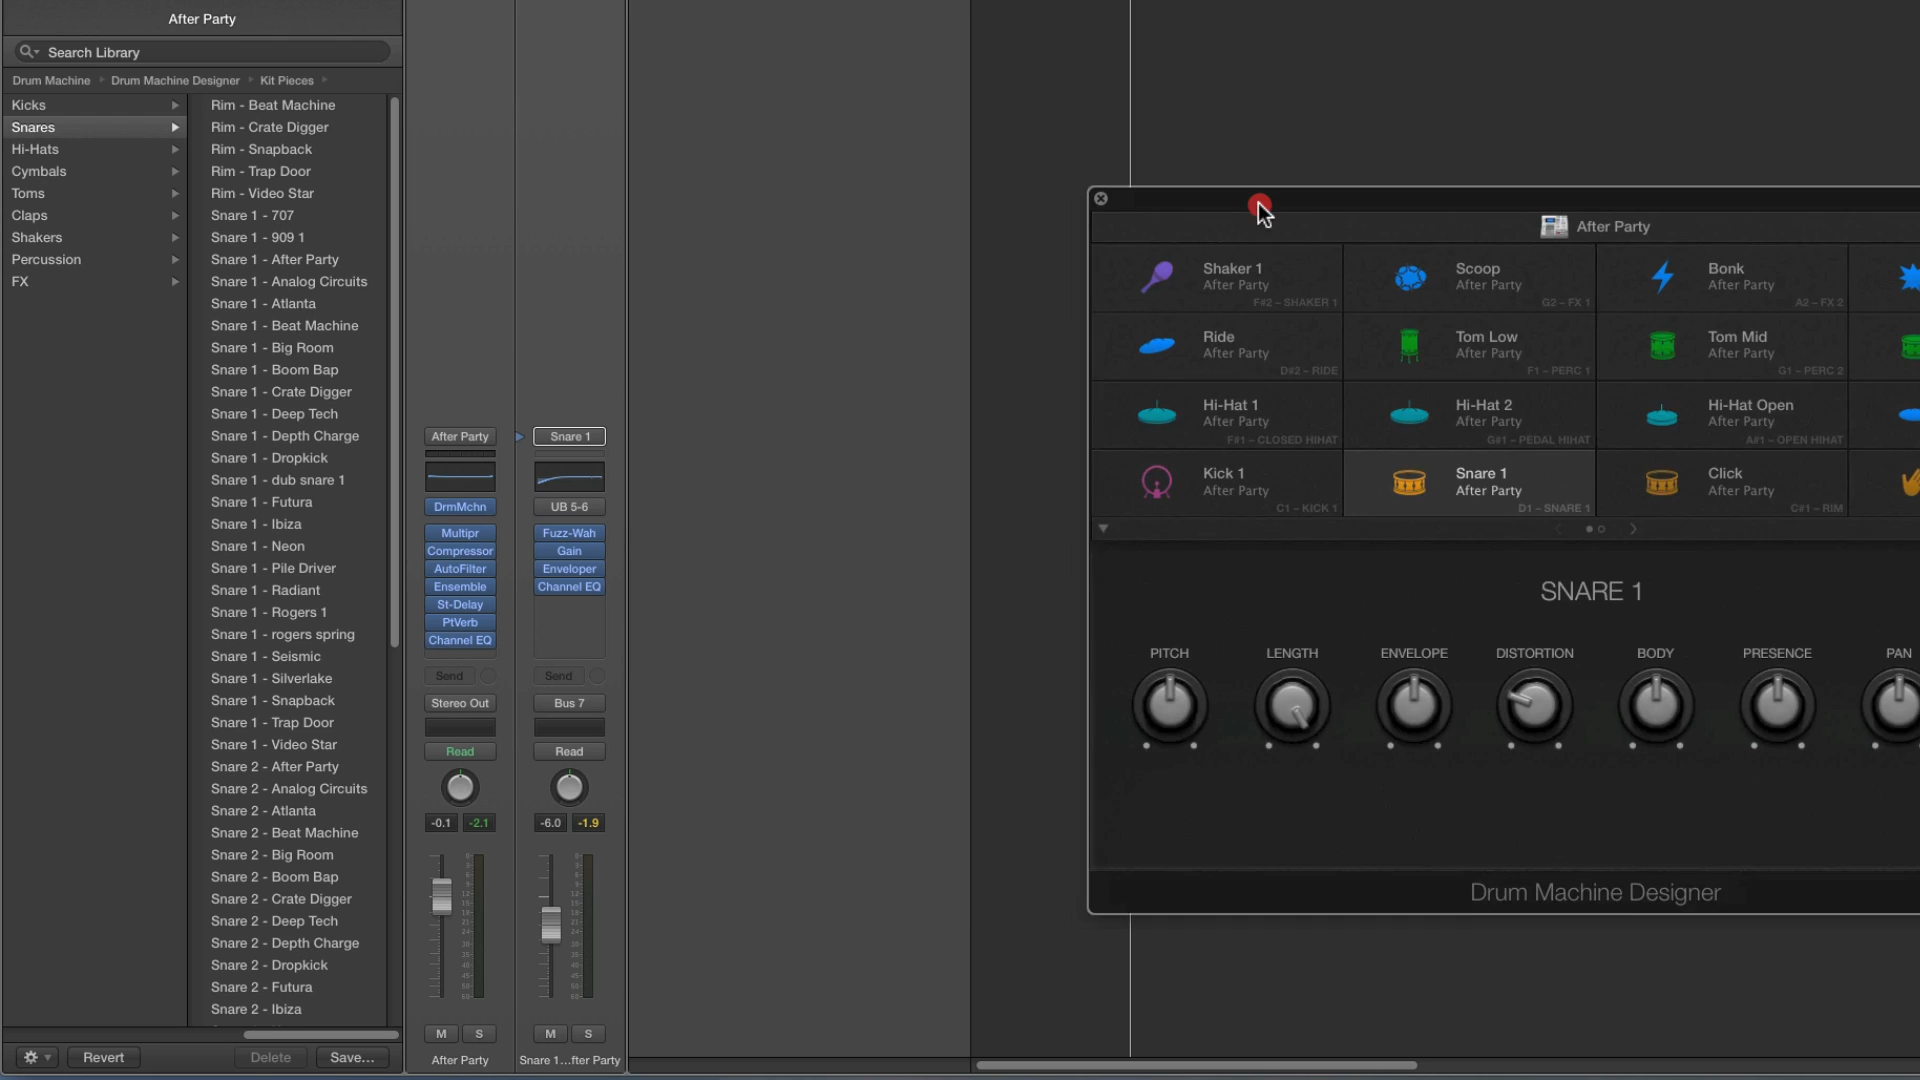 After Party
Search Library
Drum Machine
Drum Machine Designer
Kit Pieces
Kicks
Snares
Hi-Hats
Cymbals
Toms
Claps
Shakers
Percussion
FX
Rim - Beat Machine
Rim - Crate Digger
Rim - Snapback
Rim - Trap Door
Rim - Video Star
Snare 1 - 707
Snare 1 - 909 1
Snare 1 - After Party
Snare 1 - Analog Circuits
Snare 1 - Atlanta
Snare 1 - Beat Machine
Snare 1 - Big Room
Snare 1 - Boom Bap
Snare 1 - Crate Digger
Snare 1 - Deep Tech
Snare 1 - Depth Charge
Snare 1 - Dropkick
Snare 1 - dub snare 1
Snare 1 - Futura
Snare 1 - Ibiza
Snare 1 - Neon
Snare 1 - Pile Driver
Snare 1 - Radiant
Snare 1 - Rogers 1
Snare 1 - rogers spring
Snare 1 - Seismic
Snare 1 - Silverlake
Snare 1 - Snapback
Snare 1 - Trap Door
Snare 1 - Video Star
Snare 2 - After Party
Snare 2 - Analog Circuits
Snare 2 - Atlanta
Snare 2 - Beat Machine
Snare 2 - Big Room
Snare 2 - Boom Bap
Snare 2 - Crate Digger
Snare 2 - Deep Tech
Snare 2 - Depth Charge
Snare 2 - Dropkick
Snare 2 - Futura
Snare 2 - Ibiza
Revert
Delete
Save...
After Party
DrmMchn
Multipr
Compressor
AutoFilter
Ensemble
St-Delay
PtVerb
Channel EQ
Send
Stereo Out
Read
-0.1 -2.1
M S
After Party
Snare 1
UB 5-6
Fuzz-Wah
Gain
Enveloper
Channel EQ
Send
Bus 7
Read
-6.0 -1.9
M S
Snare 1...fter Party
After Party
Shaker 1
After Party
F#2 – SHAKER 1
Scoop
After Party
G2 – FX 1
Bonk
After Party
A2 – FX 2
Ride
After Party
D#2 – RIDE
Tom Low
After Party
F1 – PERC 1
Tom Mid
After Party
G1 – PERC 2
Hi-Hat 1
After Party
F#1 – CLOSED HIHAT
Hi-Hat 2
After Party
G#1 – PEDAL HIHAT
Hi-Hat Open
After Party
A#1 – OPEN HIHAT
Kick 1
After Party
C1 – KICK 1
Snare 1
After Party
D1 – SNARE 1
Click
After Party
C#1 – RIM
SNARE 1
PITCH
LENGTH
ENVELOPE
DISTORTION
BODY
PRESENCE
PAN
Drum Machine Designer